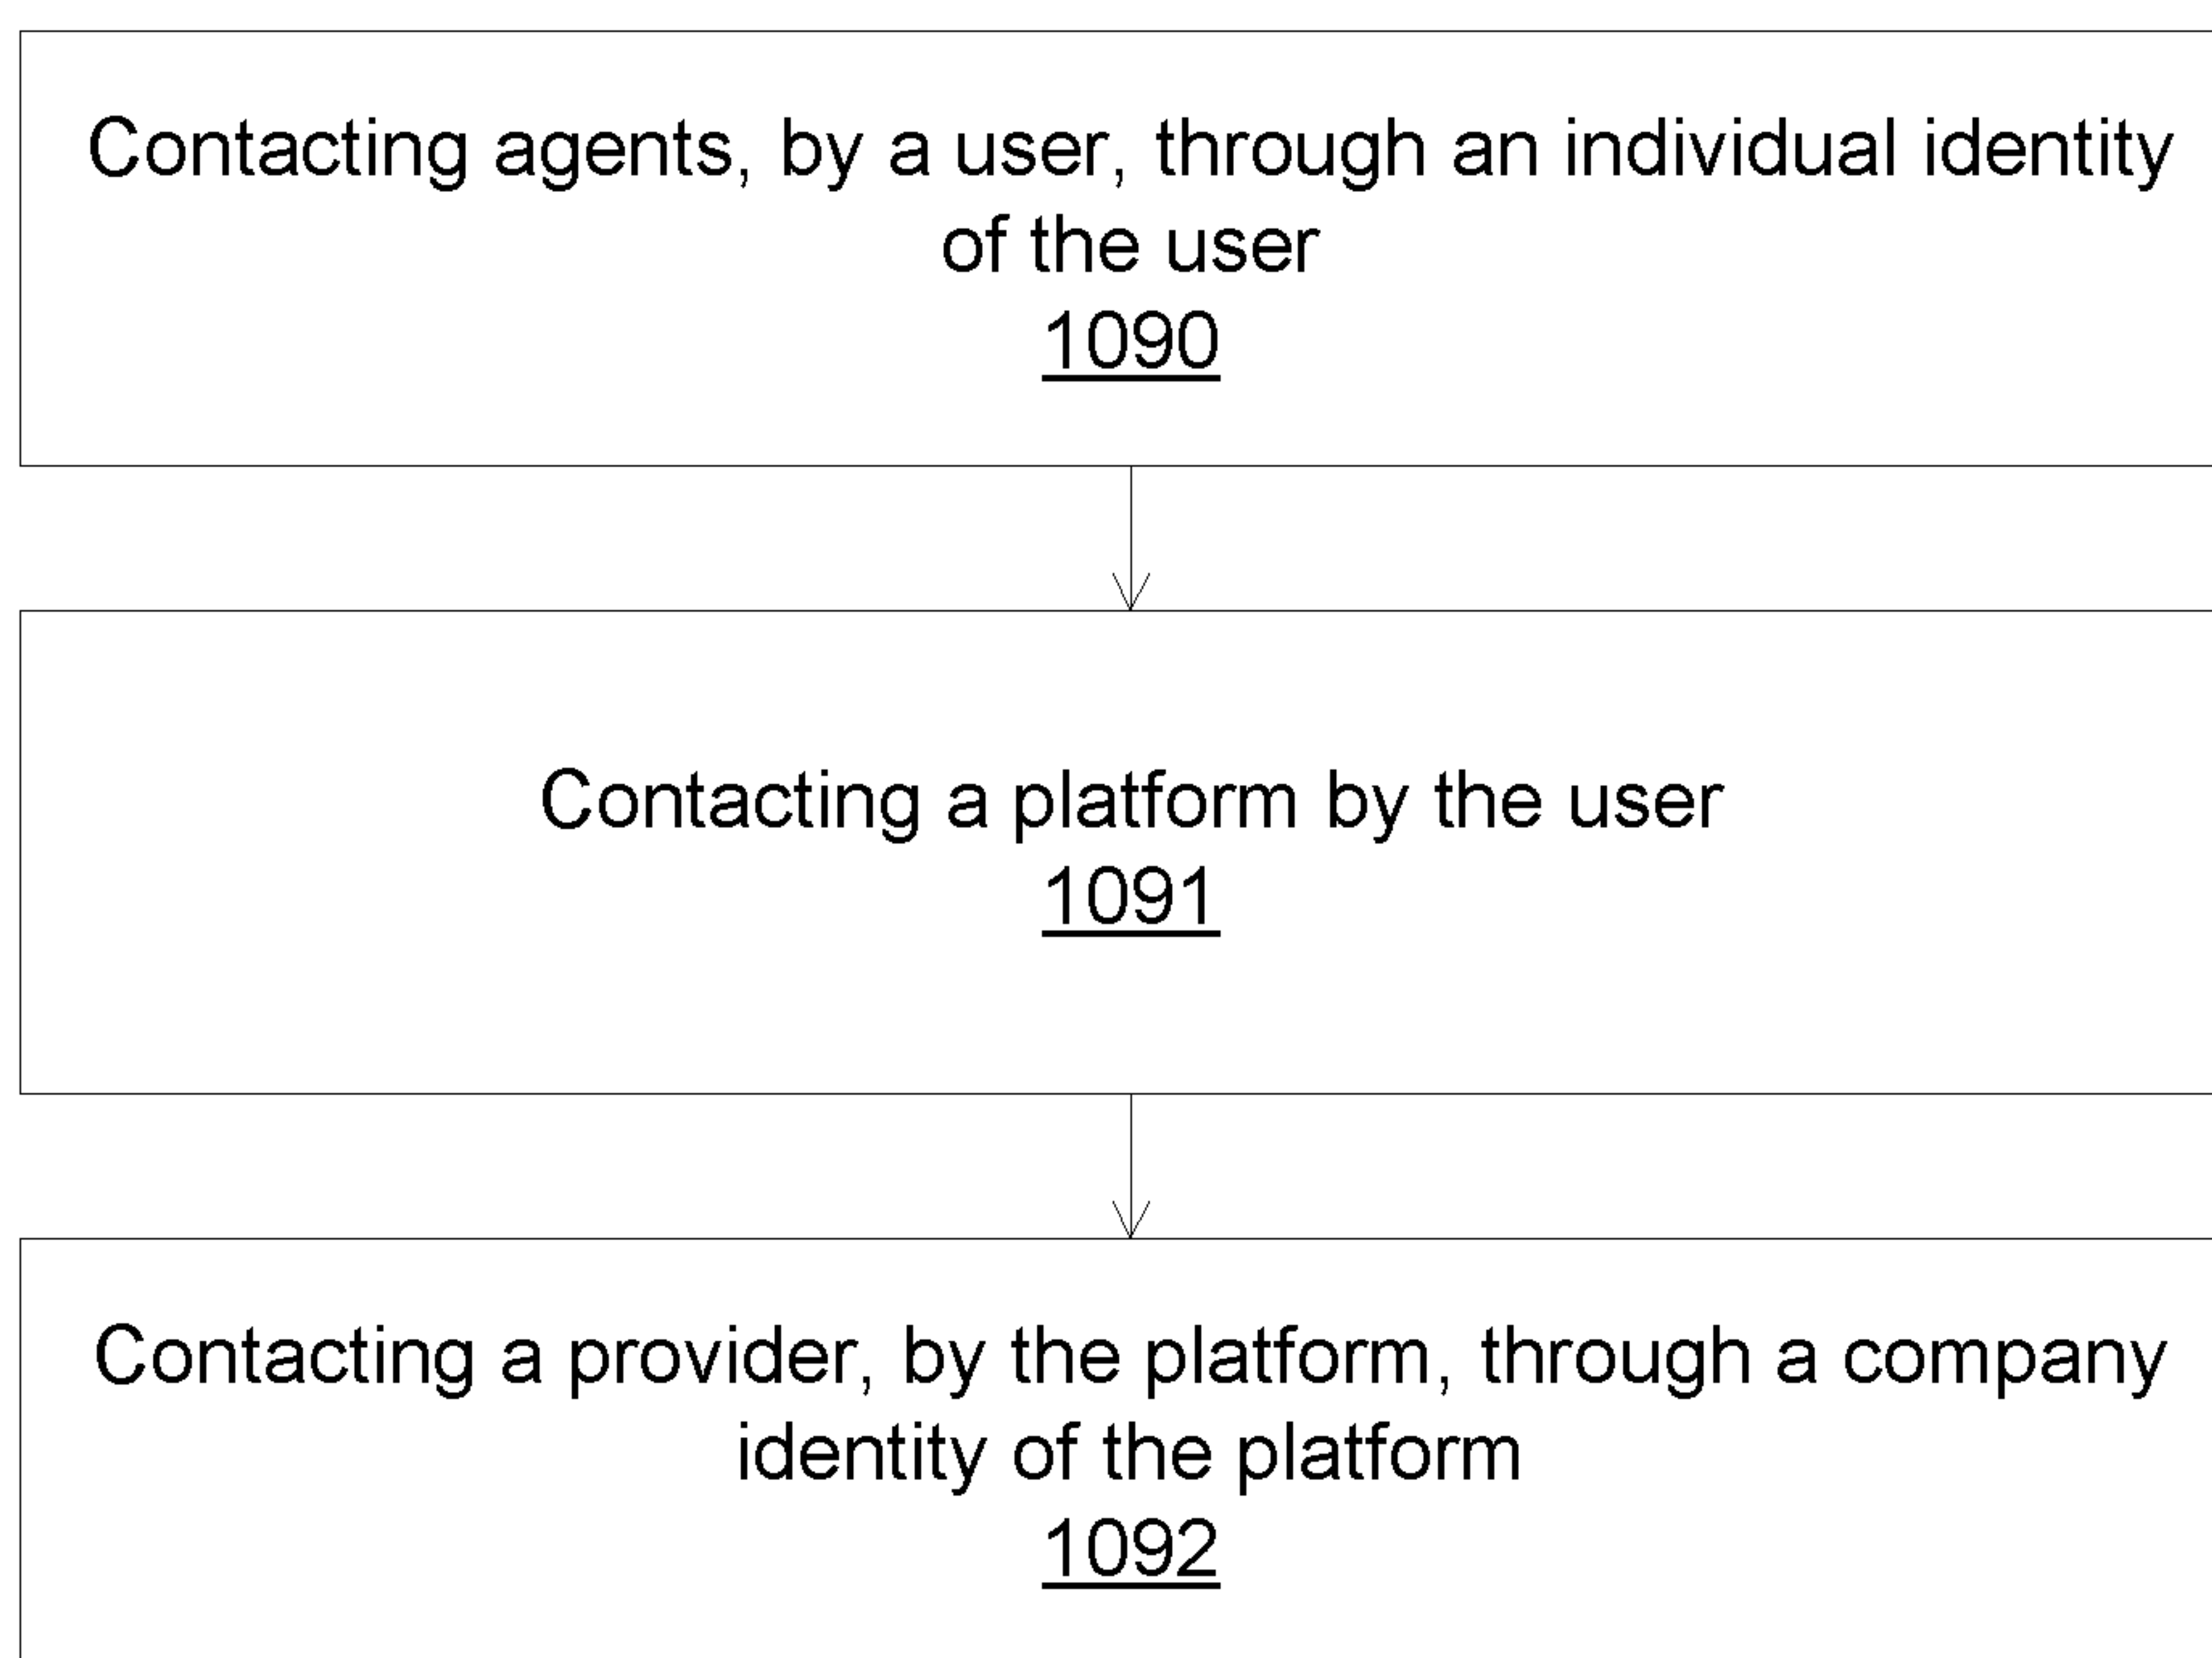 Contacting agents, by a user, through an individual identity
of the user
1090
Contacting a platform by the user
1091
Contacting a provider, by the platform, through a company
identity of the platform
1092